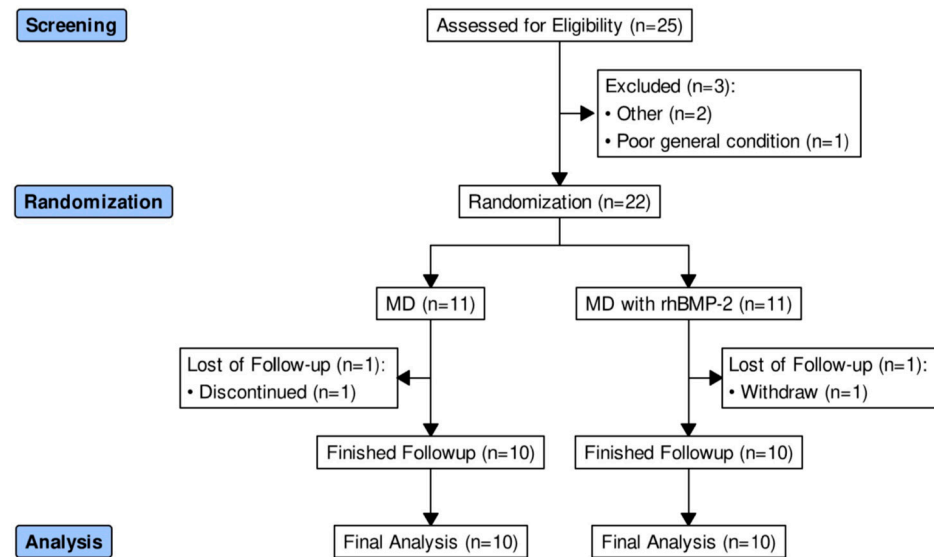 Screening
Assessed for Eligibility (n=25)
Excluded (n=3):
• Other (n=2)
• Poor general condition (n=1)
Randomization
Randomization (n=22)
MD (n=11)
MD with rhBMP-2 (n=11)
Lost of Follow-up (n=1):
• Discontinued (n=1)
Lost of Follow-up (n=1):
• Withdraw (n=1)
Finished Followup (n=10)
Finished Followup (n=10)
Analysis
Final Analysis (n=10)
Final Analysis (n=10)